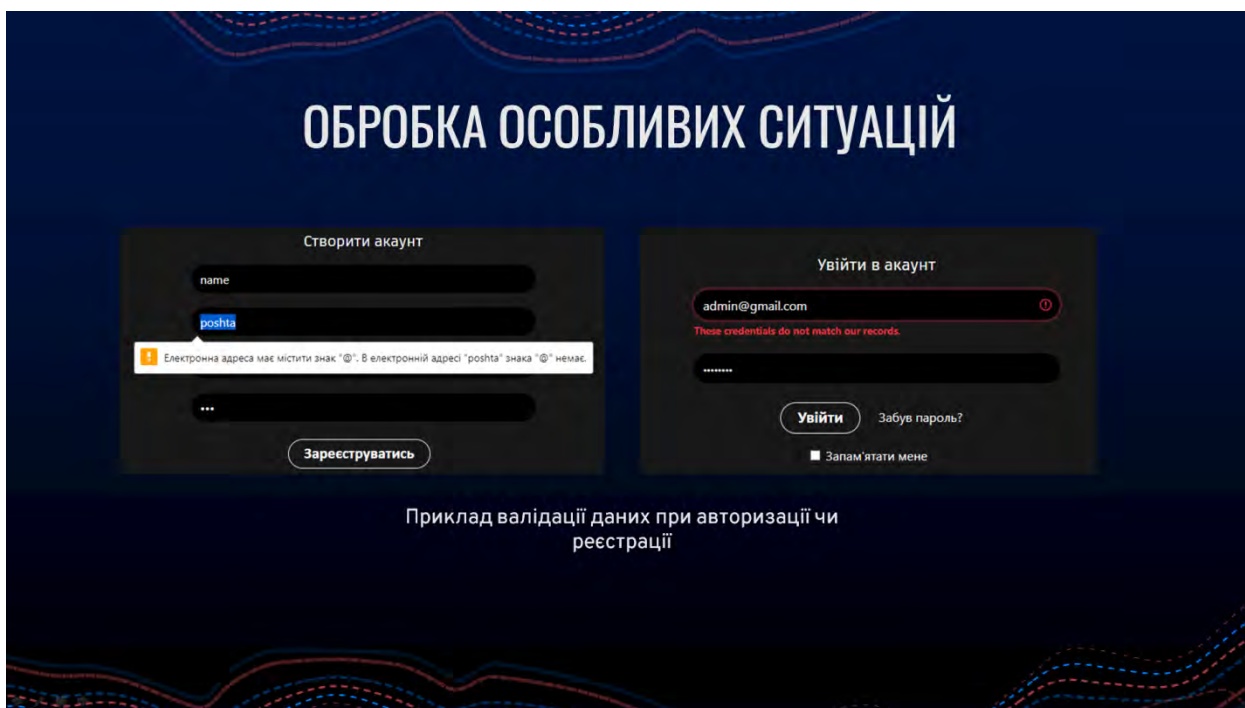 ОБРОБКА ОСОБЛИВИХ СИТУАЦІЙ
Створити акаунт
name
poshta
Електронна адреса має містити знак "@". В електронній адресі "poshta" знака "@" немає.
•••
Зареєструватись
Увійти в акаунт
admin@gmail.com
These credentials do not match our records.
••••••••
Увійти
Забув пароль?
Запам'ятати мене
Приклад валідації даних при авторизації чи
реєстрації